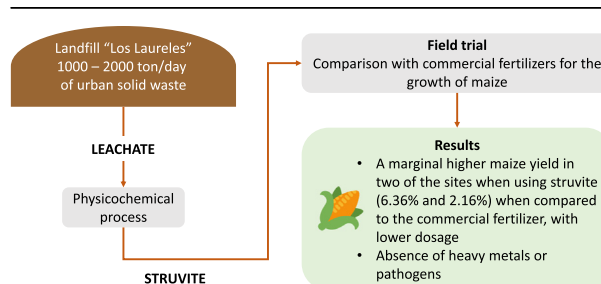 Landfill “Los Laureles”
1000 – 2000 ton/day
of urban solid waste
LEACHATE
Physicochemical
process
STRUVITE
Field trial
Comparison with commercial fertilizers for the
growth of maize
Results
• A marginal higher maize yield in
two of the sites when using struvite
(6.36% and 2.16%) when compared
to the commercial fertilizer, with
lower dosage
• Absence of heavy metals or
pathogens